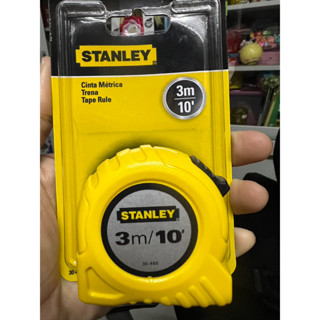 STANLEY
Cinta Métrica
Trena
Tape Rule
3m
10'
STANLEY
3m/10'